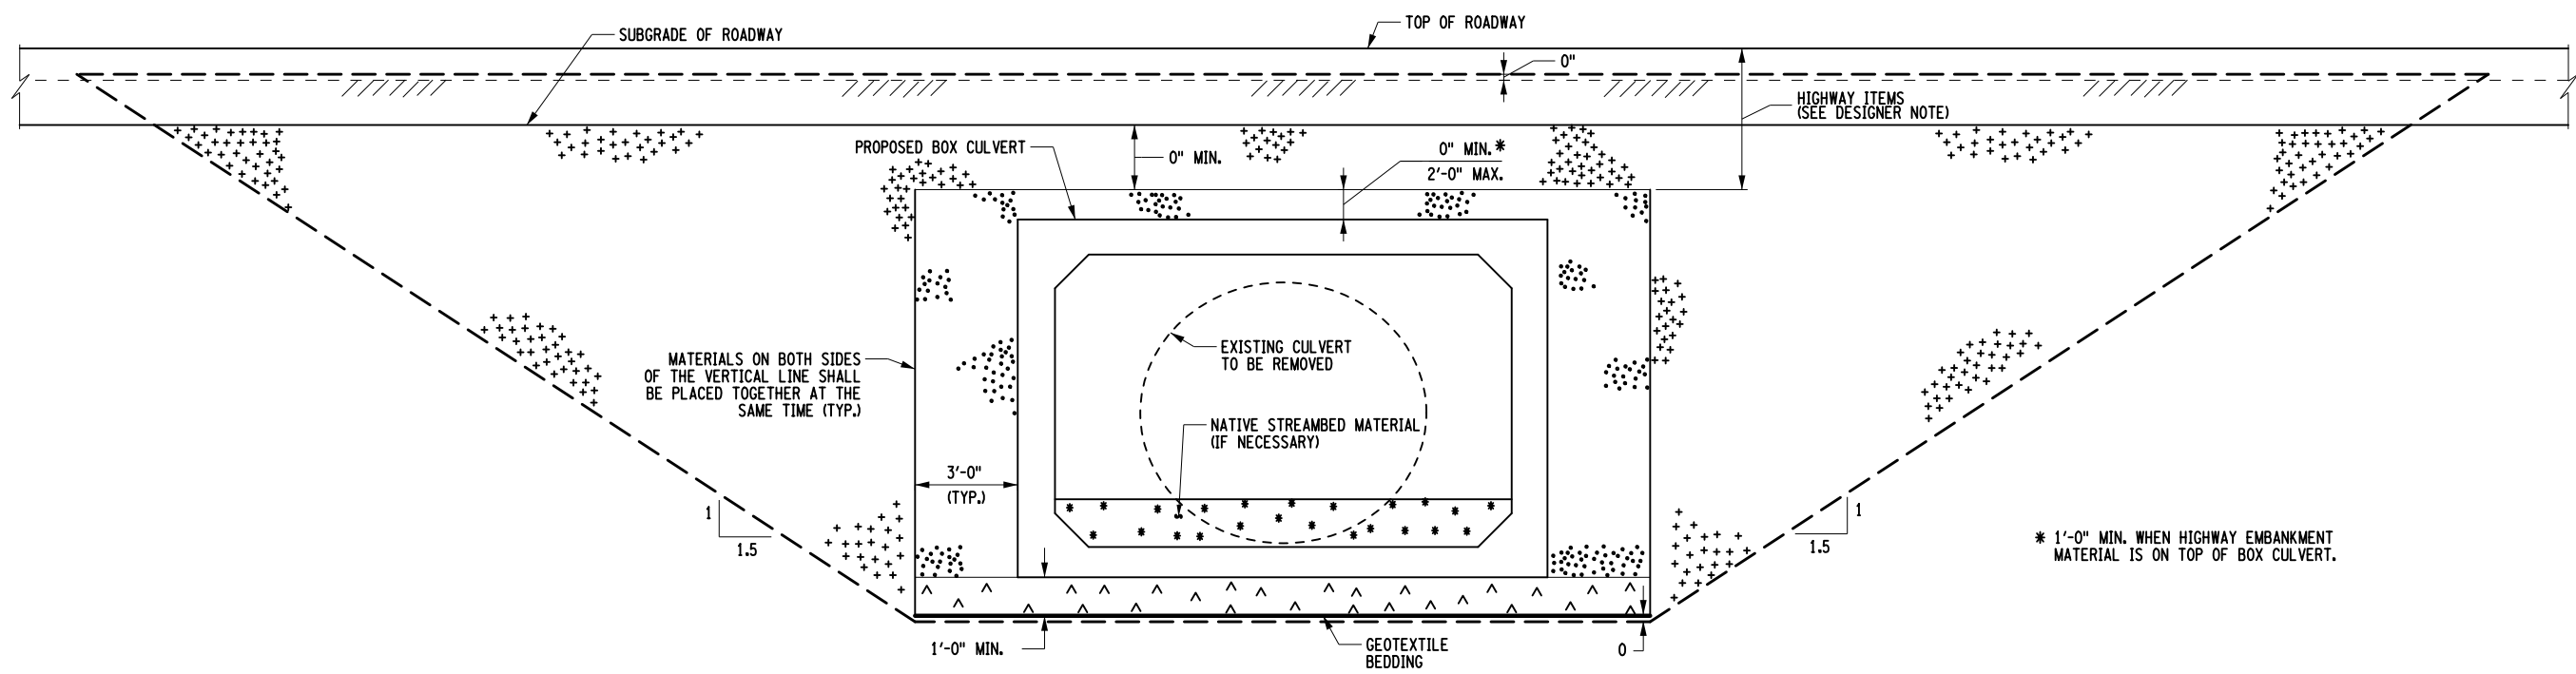 TOP OF ROADWAY
SUBGRADE OF ROADWAY
0"
HIGHWAY ITEMS
(SEE DESIGNER NOTE)
PROPOSED BOX CULVERT
0" MIN.
0" MIN.*
2'-0" MAX.
EXISTING CULVERT
TO BE REMOVED
MATERIALS ON BOTH SIDES
OF THE VERTICAL LINE SHALL
BE PLACED TOGETHER AT THE
SAME TIME (TYP.)
NATIVE STREAMBED MATERIAL
(IF NECESSARY)
3'-0"
(TYP.)
1
1.5
1
1.5
* 1'-0" MIN. WHEN HIGHWAY EMBANKMENT
MATERIAL IS ON TOP OF BOX CULVERT.
1'-0" MIN.
GEOTEXTILE
BEDDING
0